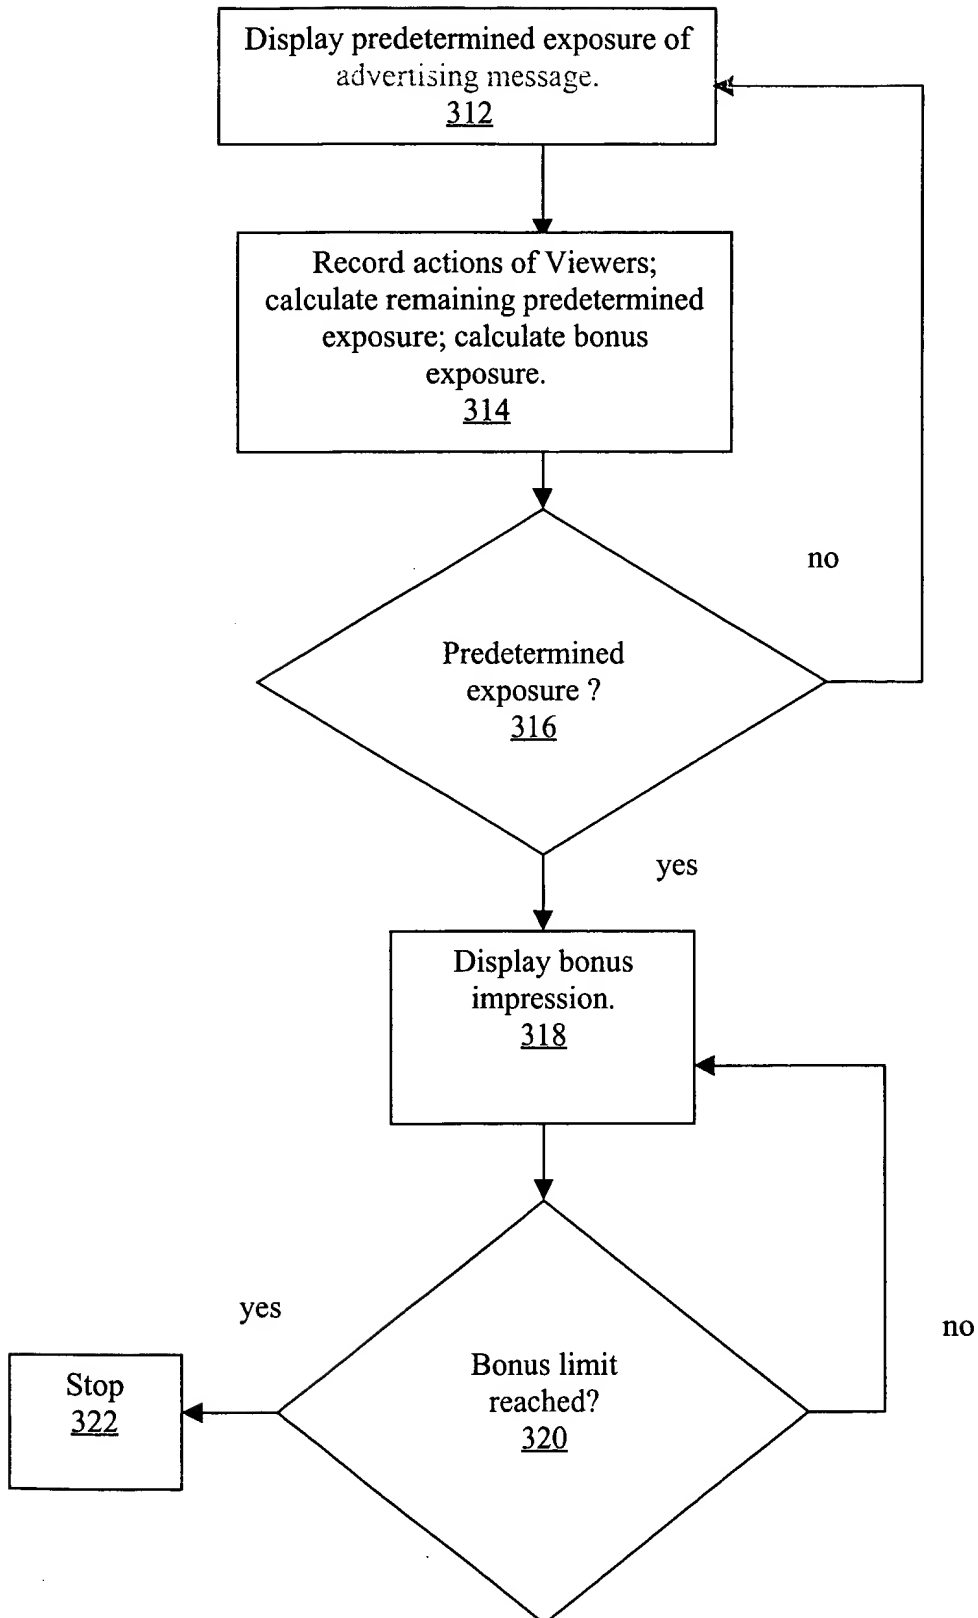 Display predetermined exposure of
advertising message.
312
Record actions of Viewers;
calculate remaining predetermined
exposure; calculate bonus
exposure.
314
no
Predetermined
exposure ?
316
yes
Display bonus
impression.
318
yes
no
Bonus limit
reached?
320
Stop
322